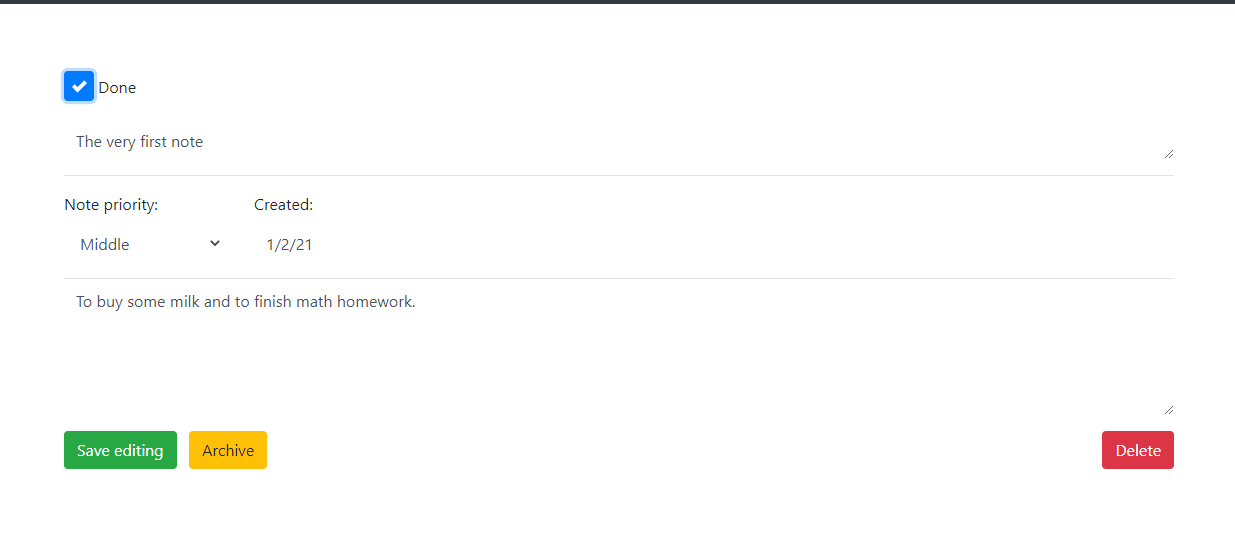 Done
The very first note
Note priority: Created:
Middle 1/2/21
To buy some milk and to finish math homework.
Save editing Archive Delete